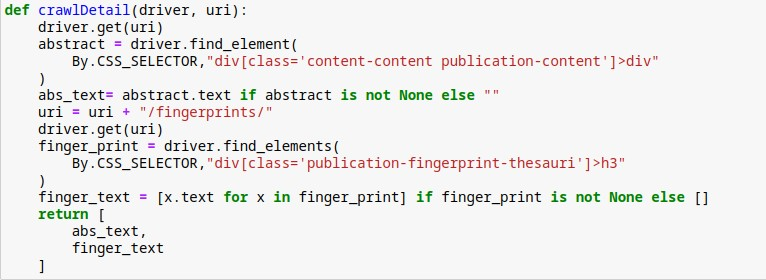 def crawlDetail(driver, uri):
    driver.get(uri)
    abstract = driver.find_element(
        By.CSS_SELECTOR,"div[class='content-content publication-content']>div"
    )
    abs_text= abstract.text if abstract is not None else ""
    uri = uri + "/fingerprints/"
    driver.get(uri)
    finger_print = driver.find_elements(
        By.CSS_SELECTOR,"div[class='publication-fingerprint-thesauri']>h3"
    )
    finger_text = [x.text for x in finger_print] if finger_print is not None else []
    return [
        abs_text,
        finger_text
    ]